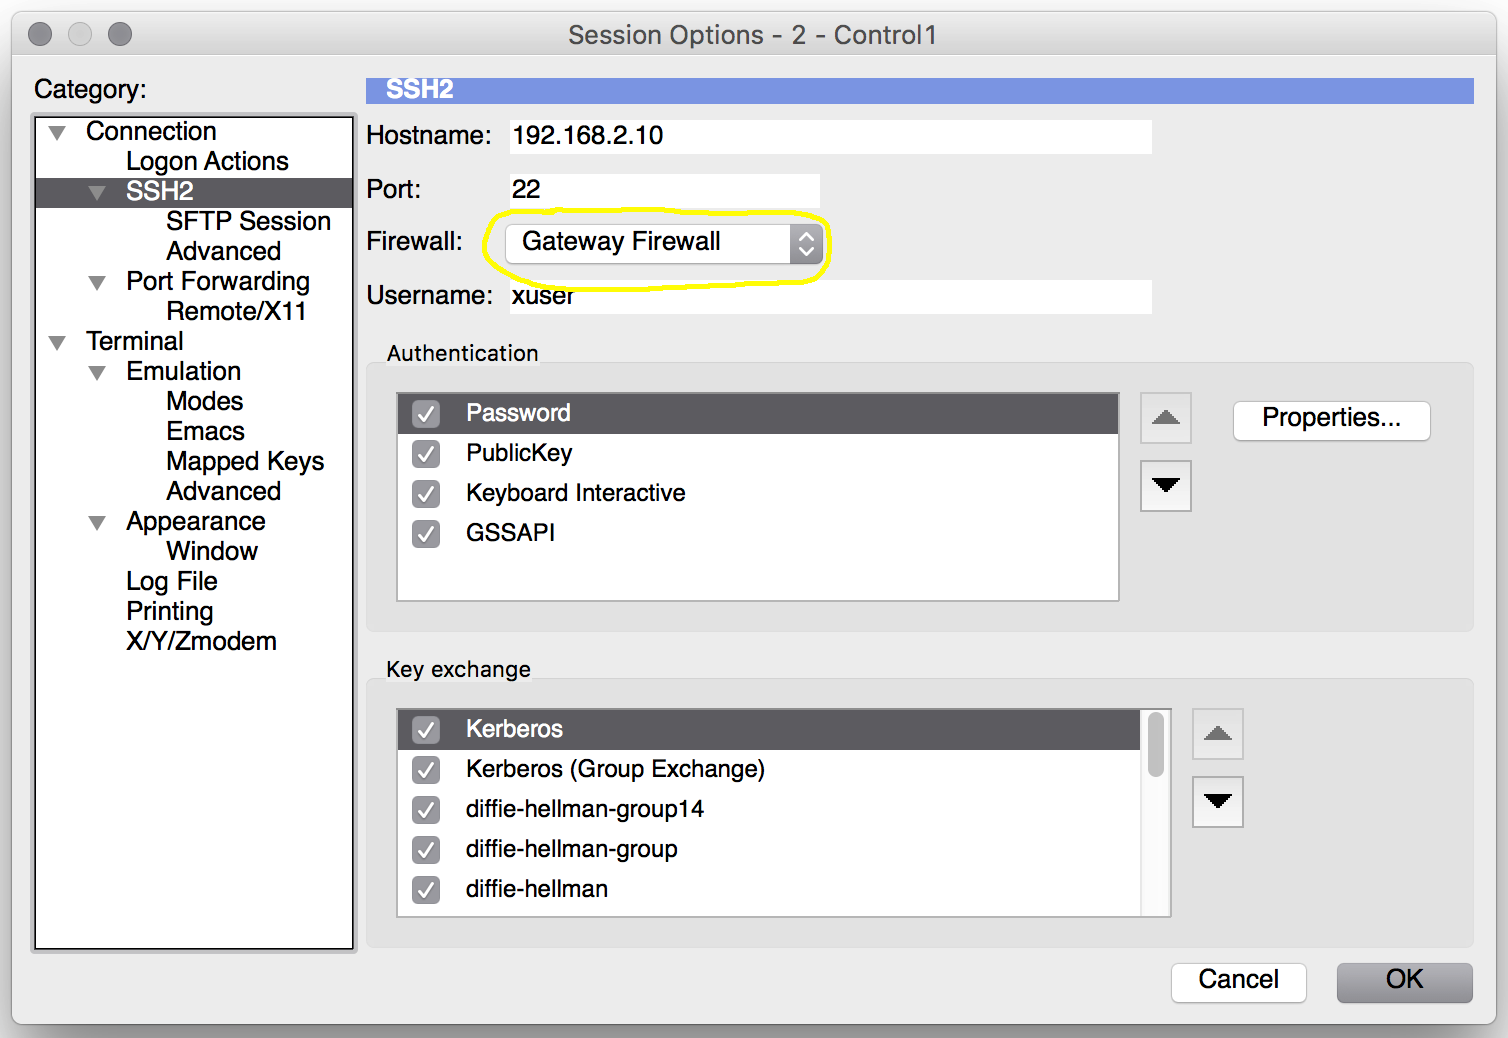 Session Options - 2 - Control1
Category:
Connection
Logon Actions
SSH2
SFTP Session
Advanced
Port Forwarding
Remote/X11
Terminal
Emulation
Modes
Emacs
Mapped Keys
Advanced
Appearance
Window
Log File
Printing
X/Y/Zmodem
SSH2
Hostname: 192.168.2.10
Port: 22
Firewall: Gateway Firewall
Username: xuser
Authentication
Password
PublicKey
Keyboard Interactive
GSSAPI
Properties...
Key exchange
Kerberos
Kerberos (Group Exchange)
diffie-hellman-group14
diffie-hellman-group
diffie-hellman
Cancel OK